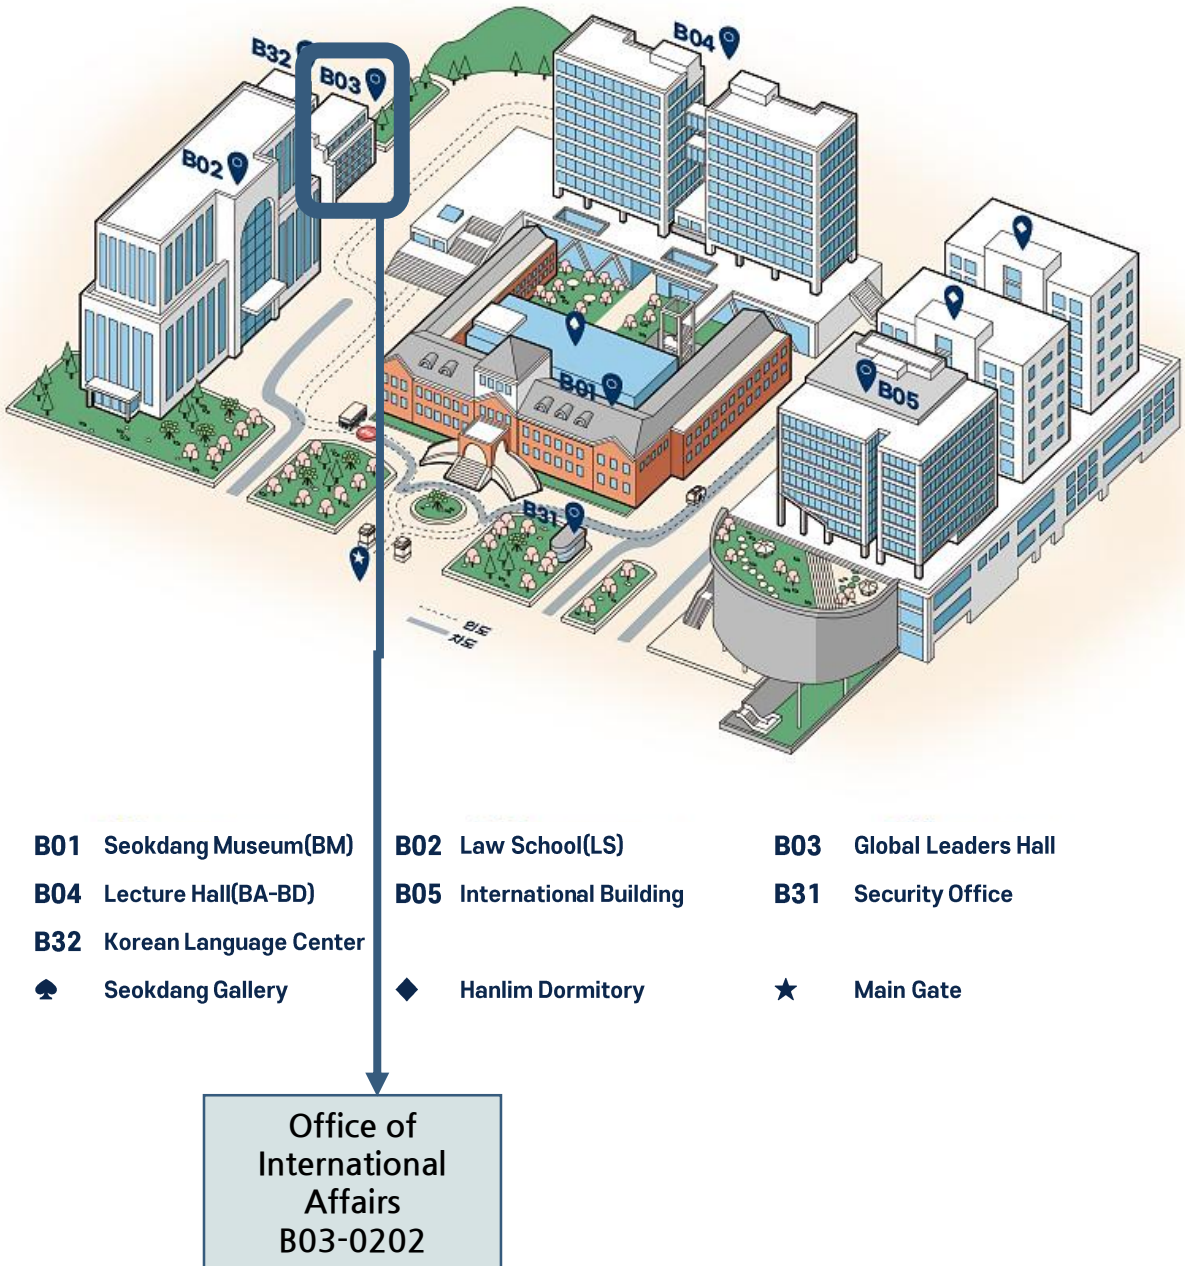 B04
B32
B03
B02
B01
B05
B31
인도
차도
B01 Seokdang Museum(BM) B02 Law School(LS) B03 Global Leaders Hall
B04 Lecture Hall(BA-BD) B05 International Building B31 Security Office
B32 Korean Language Center
♠ Seokdang Gallery ◆ Hanlim Dormitory ★ Main Gate
Office of
International
Affairs
B03-0202